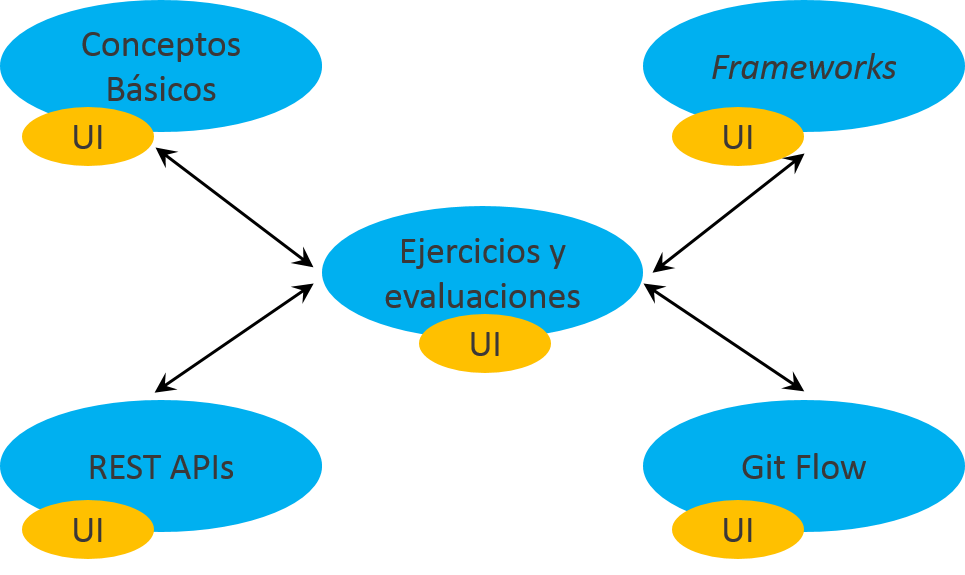 Conceptos
Básicos
UI
Frameworks
UI
Ejercicios y
evaluaciones
UI
REST APIs
UI
Git Flow
UI